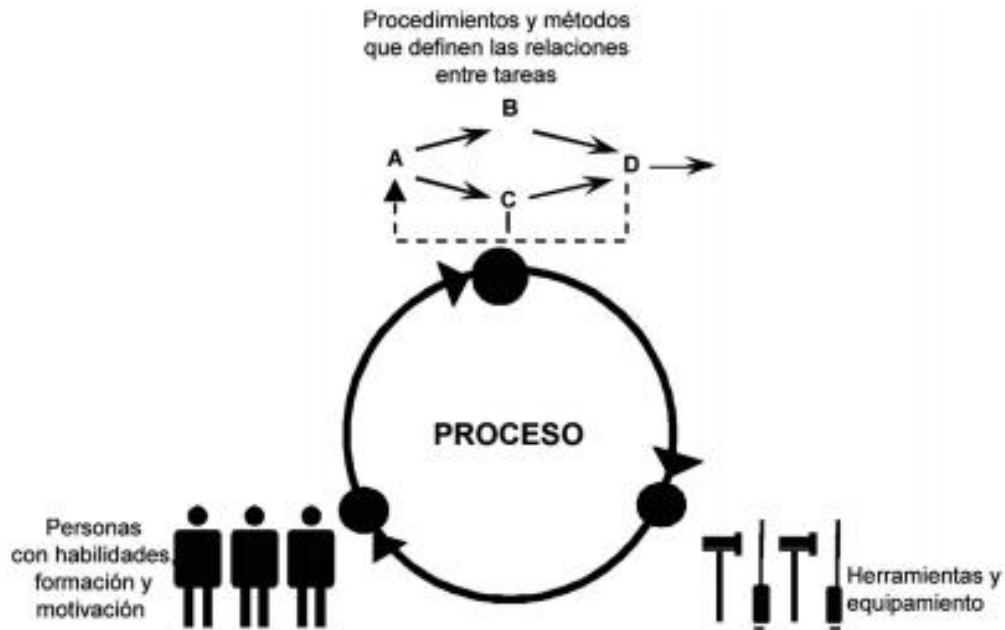 Procedimientos y métodos
que definen las relaciones
entre tareas
B
A
D
C
PROCESO
Personas
con habilidades,
formación y
motivación
Herramientas y
equipamiento